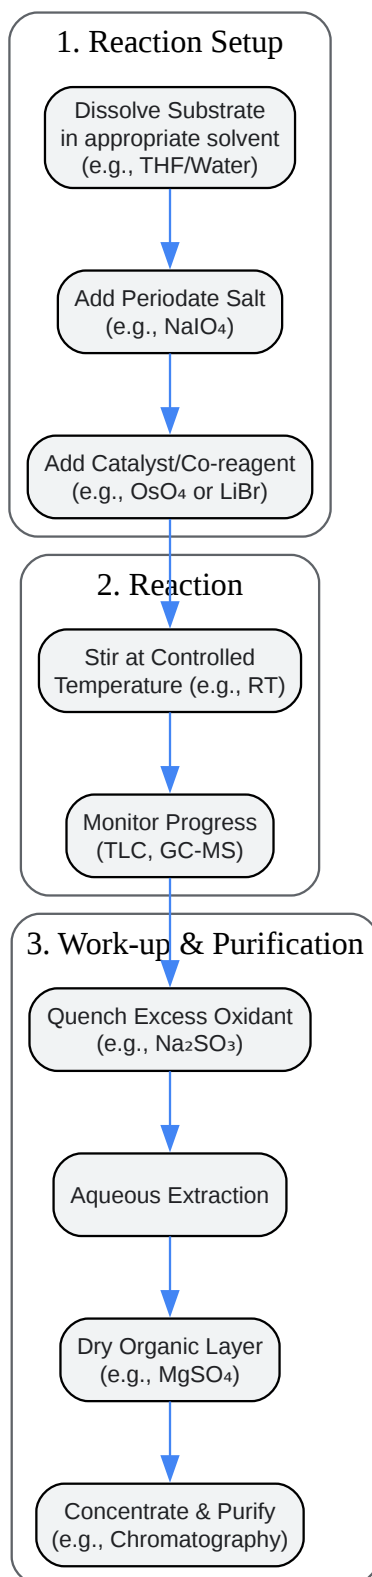 1. Reaction Setup
Dissolve Substrate
in appropriate solvent
(e.g., THF/Water)
Add Periodate Salt
(e.g., NaIO₄)
Add Catalyst/Co-reagent
(e.g., OsO₄ or LiBr)
2. Reaction
Stir at Controlled
Temperature (e.g., RT)
Monitor Progress
(TLC, GC-MS)
3. Work-up & Purification
Quench Excess Oxidant
(e.g., Na₂SO₃)
Aqueous Extraction
Dry Organic Layer
(e.g., MgSO₄)
Concentrate & Purify
(e.g., Chromatography)